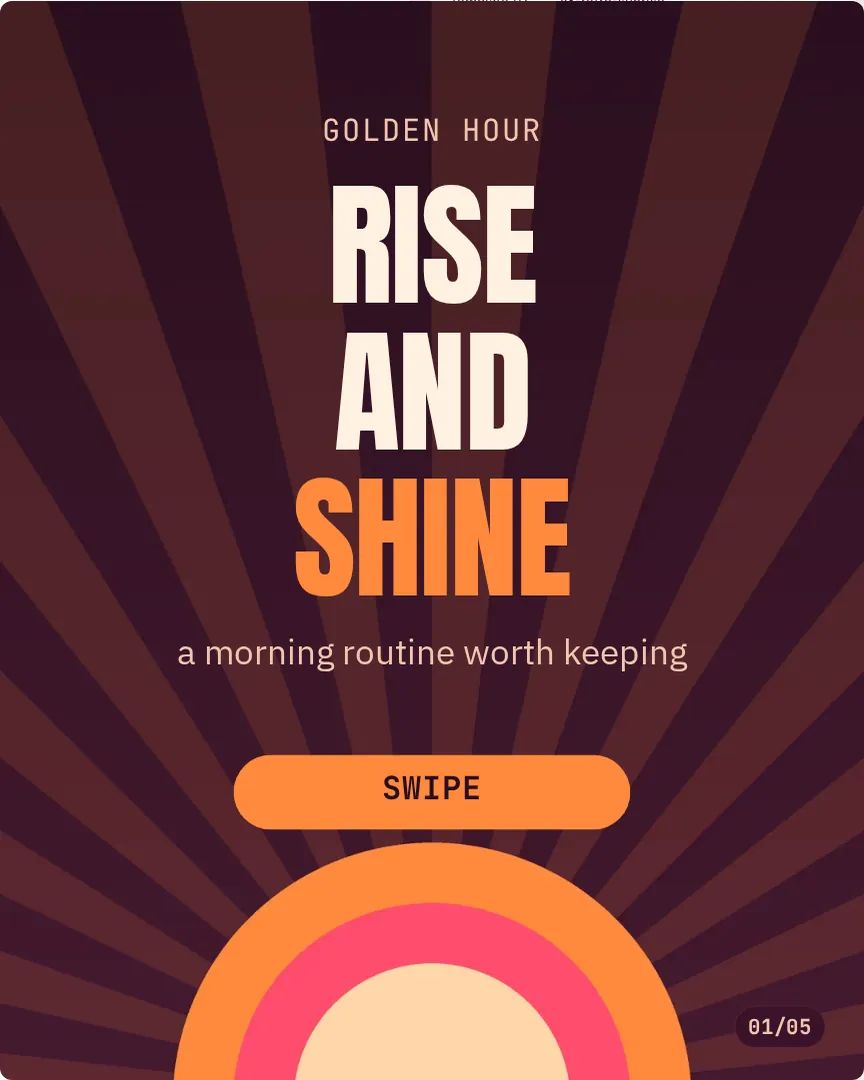 GOLDEN HOUR
RISE
AND
SHINE
a morning routine worth keeping
SWIPE
01/05